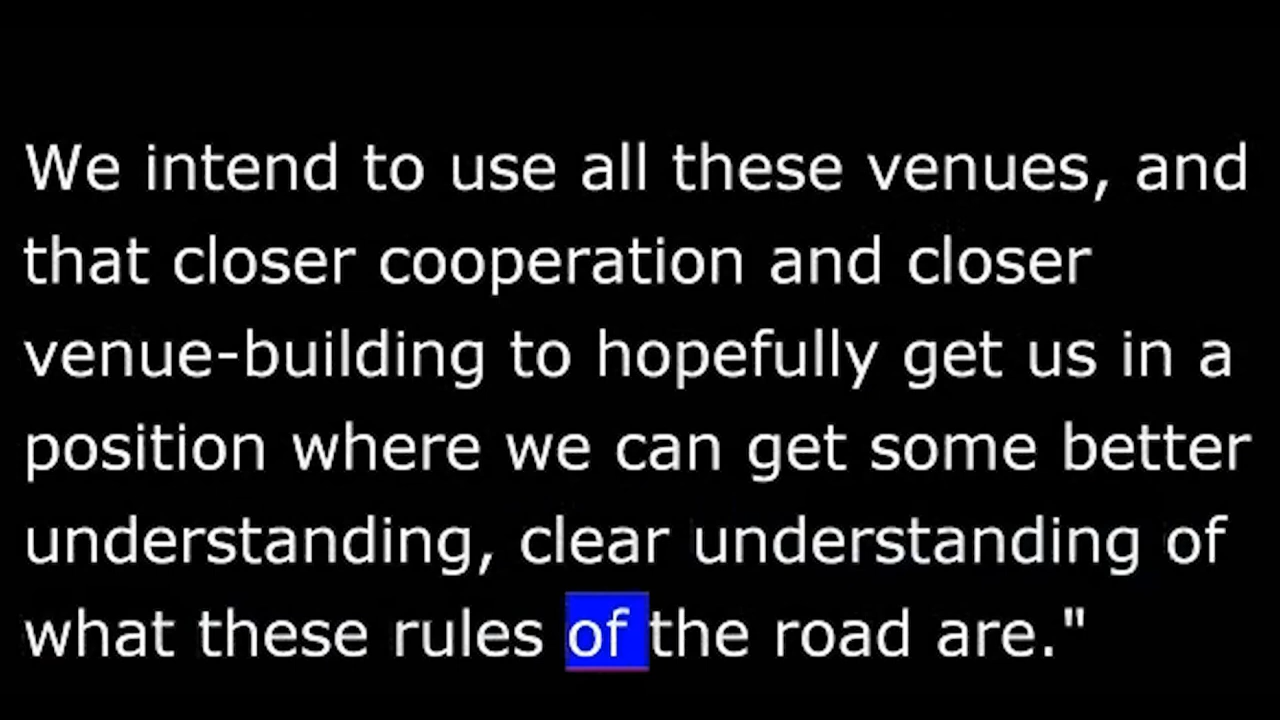 We intend to use all these venues, and
that closer cooperation and closer
venue-building to hopefully get us in a
position where we can get some better
understanding, clear understanding of
what these rules of the road are."